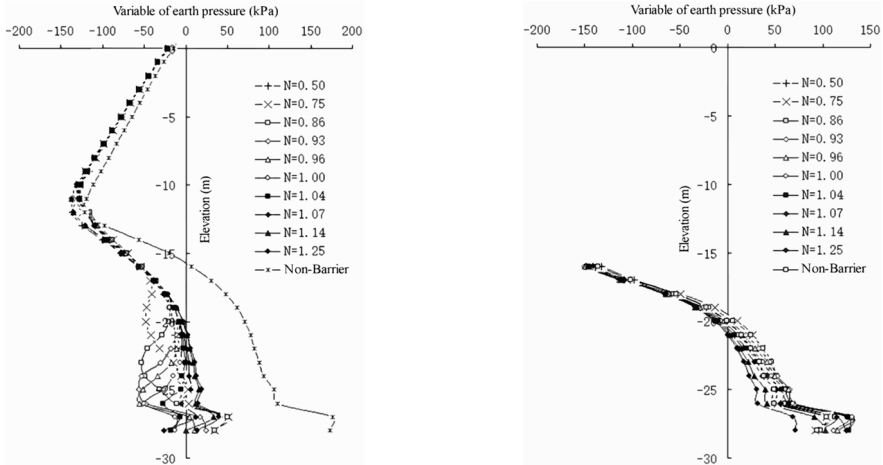 Variable of earth pressure (kPa)
-200 -150 -100 -50 0 50 100 150 200
-5
-10
-15
-20
-25
-30
Elevation (m)
N=0.50
N=0.75
N=0.86
N=0.93
N=0.96
N=1.00
N=1.04
N=1.07
N=1.14
N=1.25
Non-Barrier
Variable of earth pressure (kPa)
-200 -150 -100 -50 0 50 100 150
0
-5
-10
-15
-20
-25
-30
Elevation (m)
N=0.50
N=0.75
N=0.86
N=0.93
N=0.96
N=1.00
N=1.04
N=1.07
N=1.14
N=1.25
Non-Barrier